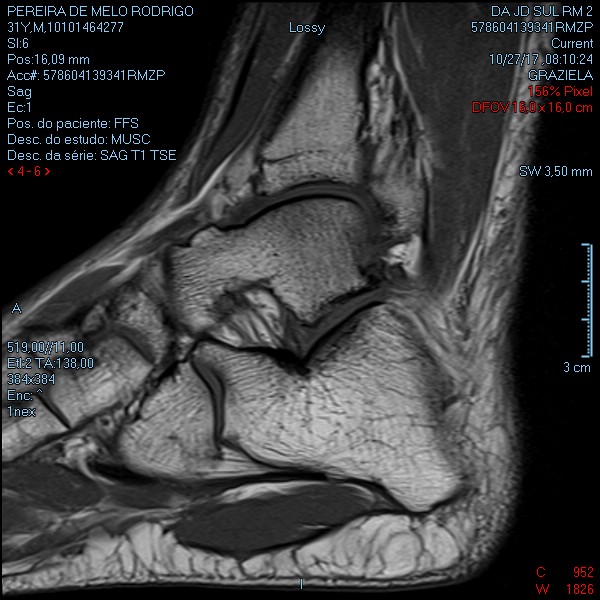 PEREIRA DE MELO RODRIGO
31Y,M,10101464277
Sl:6
Pos:16,09 mm
Acc#: 578604139341RMZP
Sag
Ec:1
Pos. do paciente: FFS
Desc. do estudo: MUSC
Desc. da série: SAG T1 TSE
< 4 - 6 >
Lossy
DA JD SUL RM 2
578604139341RMZP
Current
10/27/17 ,08:10:24
GRAZIELA
156% Pixel
DFOV 16,0 x 16,0 cm
SW 3,50 mm
A
3 cm
519,00//11,00
Etl:2 TA:138,00
384x384
Enc: ^
1nex
I
C 952
W 1826